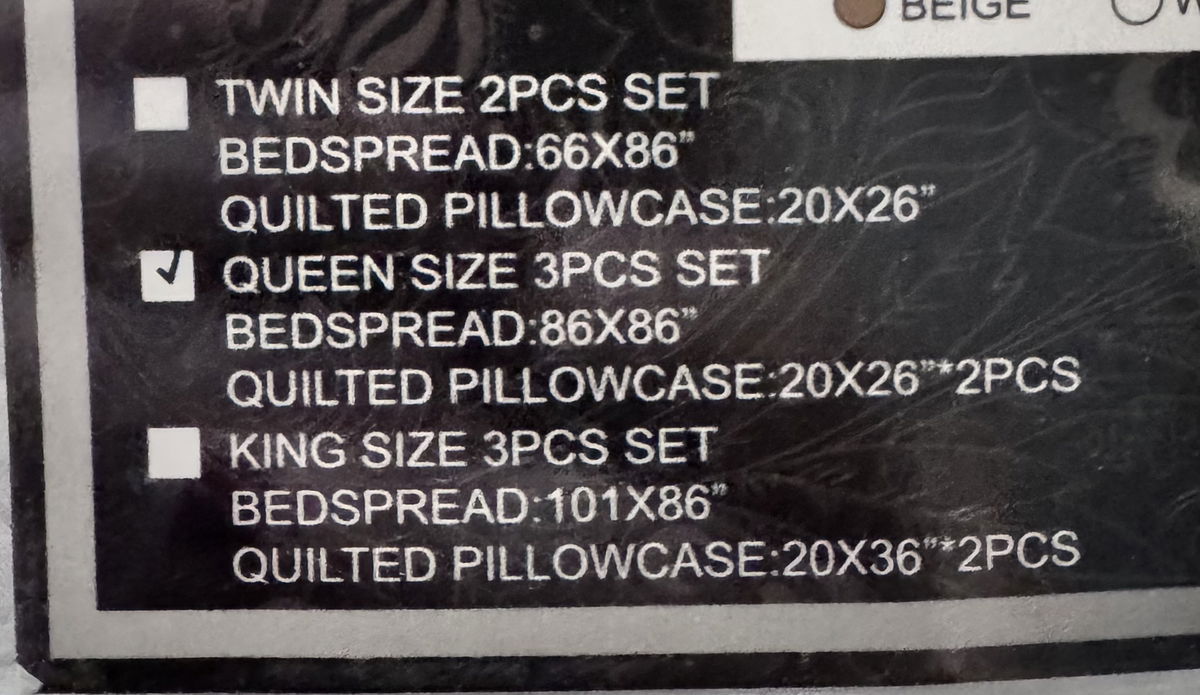 BEIGE
TWIN SIZE 2PCS SET
BEDSPREAD:66X86”
QUILTED PILLOWCASE:20X26”
QUEEN SIZE 3PCS SET
BEDSPREAD:86X86”
QUILTED PILLOWCASE:20X26”*2PCS
KING SIZE 3PCS SET
BEDSPREAD:101X86”
QUILTED PILLOWCASE:20X36”*2PCS